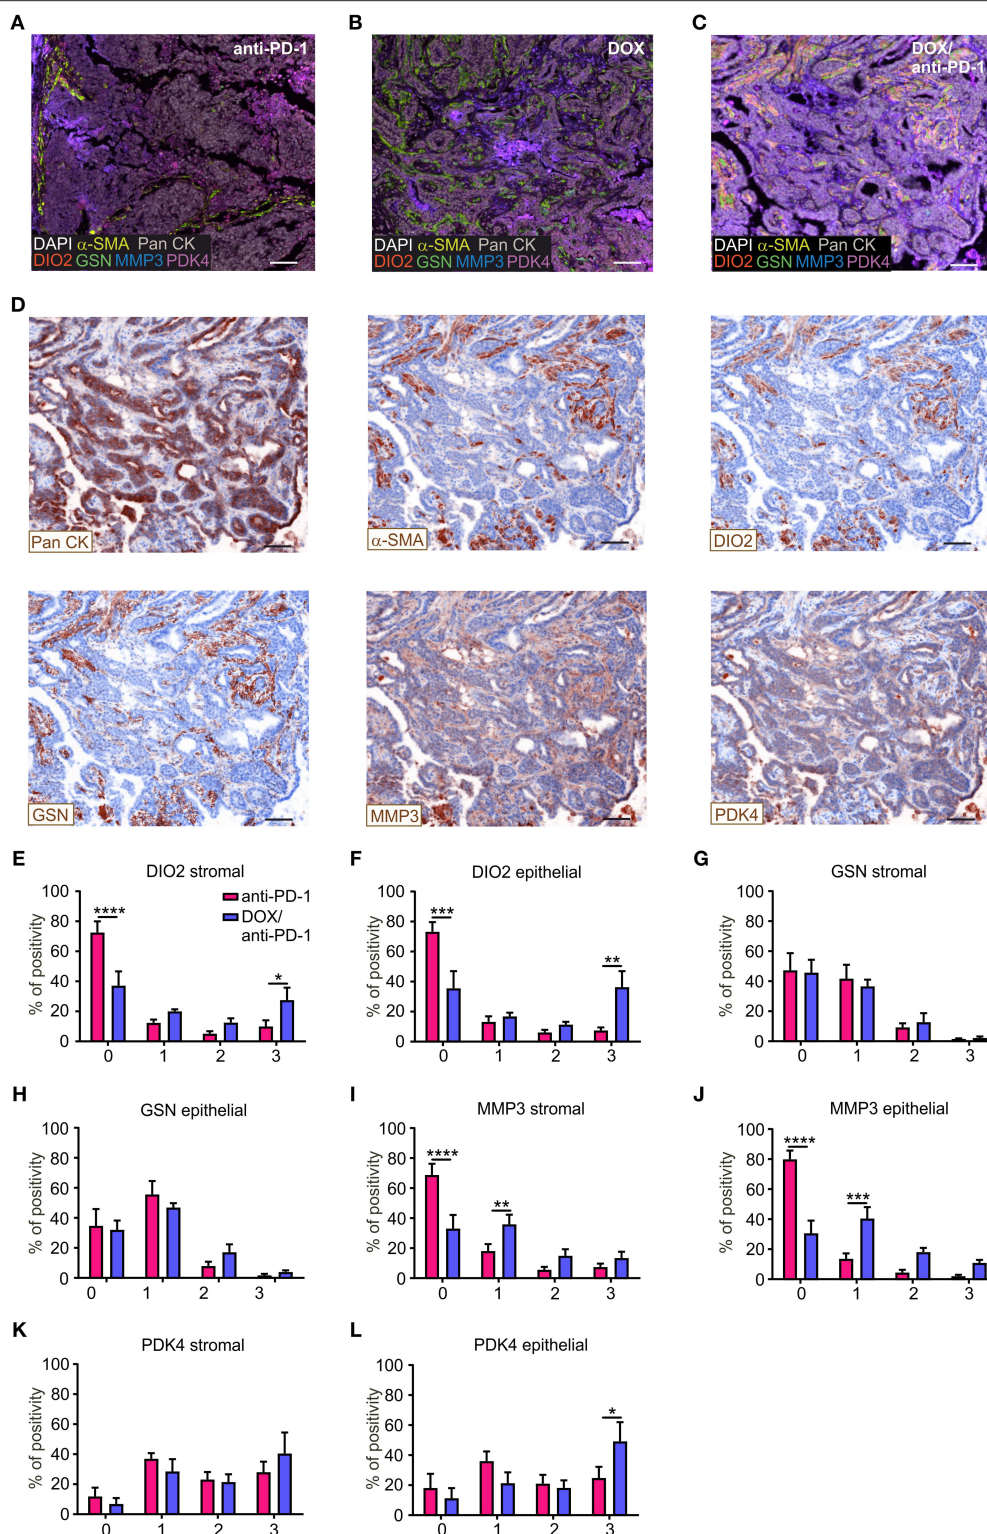 A
anti-PD-1
DAPI α-SMA Pan CK
DIO2 GSN MMP3 PDK4
B
DOX
DAPI α-SMA Pan CK
DIO2 GSN MMP3 PDK4
C
DOX/
anti-PD-1
DAPI α-SMA Pan CK
DIO2 GSN MMP3 PDK4
D
Pan CK
α-SMA
DIO2
GSN
MMP3
PDK4
E
DIO2 stromal
% of positivity
100
80
60
40
20
0
****
*
anti-PD-1
DOX/
anti-PD-1
0 1 2 3
F
DIO2 epithelial
% of positivity
100
80
60
40
20
0
***
**
0 1 2 3
G
GSN stromal
% of positivity
100
80
60
40
20
0
0 1 2 3
H
GSN epithelial
% of positivity
100
80
60
40
20
0
0 1 2 3
I
MMP3 stromal
% of positivity
100
80
60
40
20
0
****
**
0 1 2 3
J
MMP3 epithelial
% of positivity
100
80
60
40
20
0
****
***
0 1 2 3
K
PDK4 stromal
% of positivity
100
80
60
40
20
0
0 1 2 3
L
PDK4 epithelial
% of positivity
100
80
60
40
20
0
*
0 1 2 3